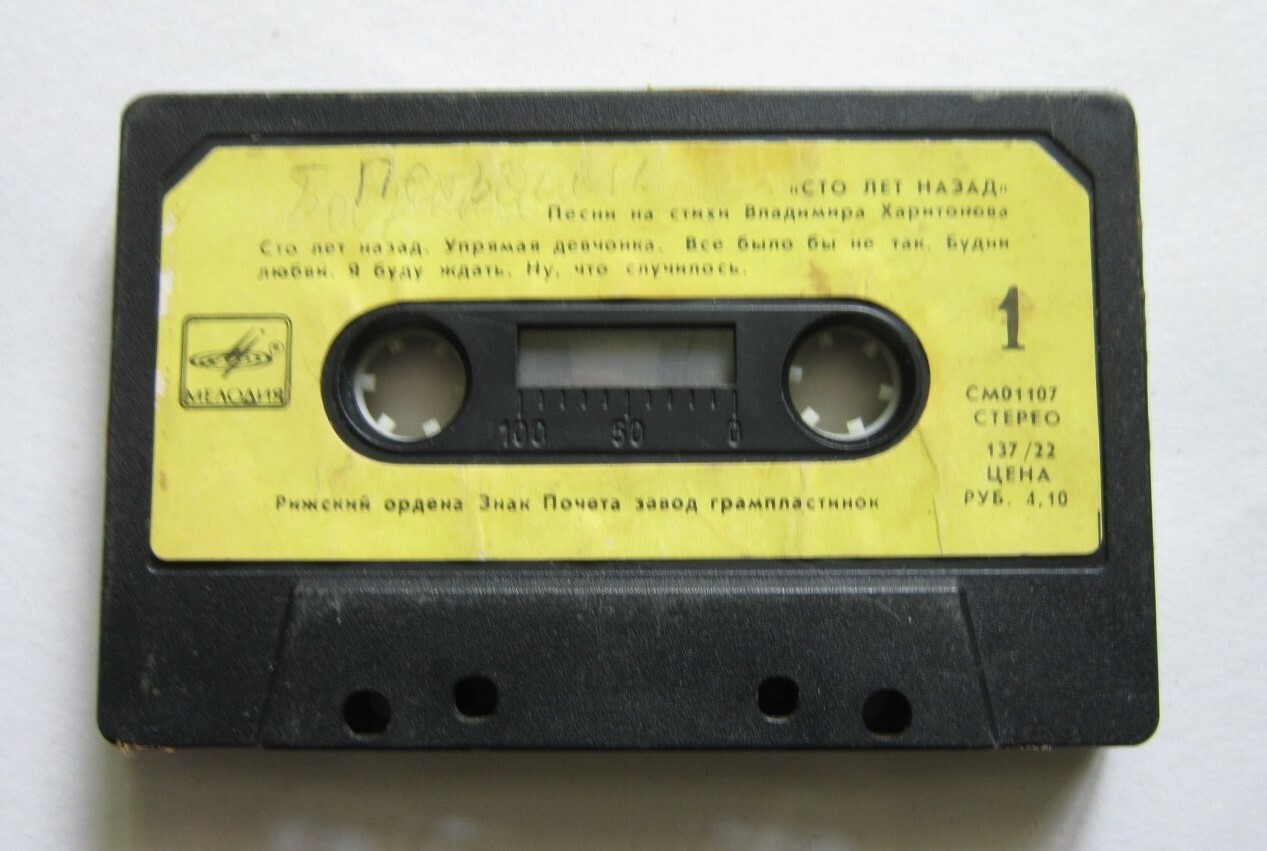 «СТО ЛЕТ НАЗАД»
Песни на стихи Владимира Харитонова
Сто лет назад. Упрямая девчонка. Все было бы не так. Будни
любви. Я буду ждать. Ну, что случилось.
1
МЕЛОДИЯ
СМ01107
СТЕРЕО
137/22
ЦЕНА
РУБ. 4,10
100 50 0
Рижский ордена Знак Почета завод грампластинок